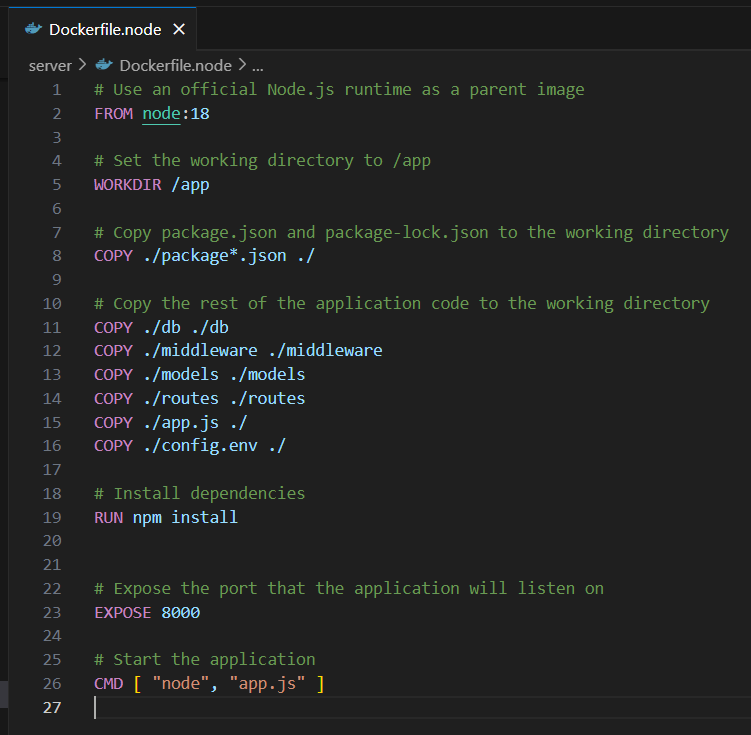 Dockerfile.node
server > Dockerfile.node > ...
1 # Use an official Node.js runtime as a parent image
2 FROM node:18
3
4 # Set the working directory to /app
5 WORKDIR /app
6
7 # Copy package.json and package-lock.json to the working directory
8 COPY ./package*.json ./
9
10 # Copy the rest of the application code to the working directory
11 COPY ./db ./db
12 COPY ./middleware ./middleware
13 COPY ./models ./models
14 COPY ./routes ./routes
15 COPY ./app.js ./
16 COPY ./config.env ./
17
18 # Install dependencies
19 RUN npm install
20
21
22 # Expose the port that the application will listen on
23 EXPOSE 8000
24
25 # Start the application
26 CMD [ "node", "app.js" ]
27